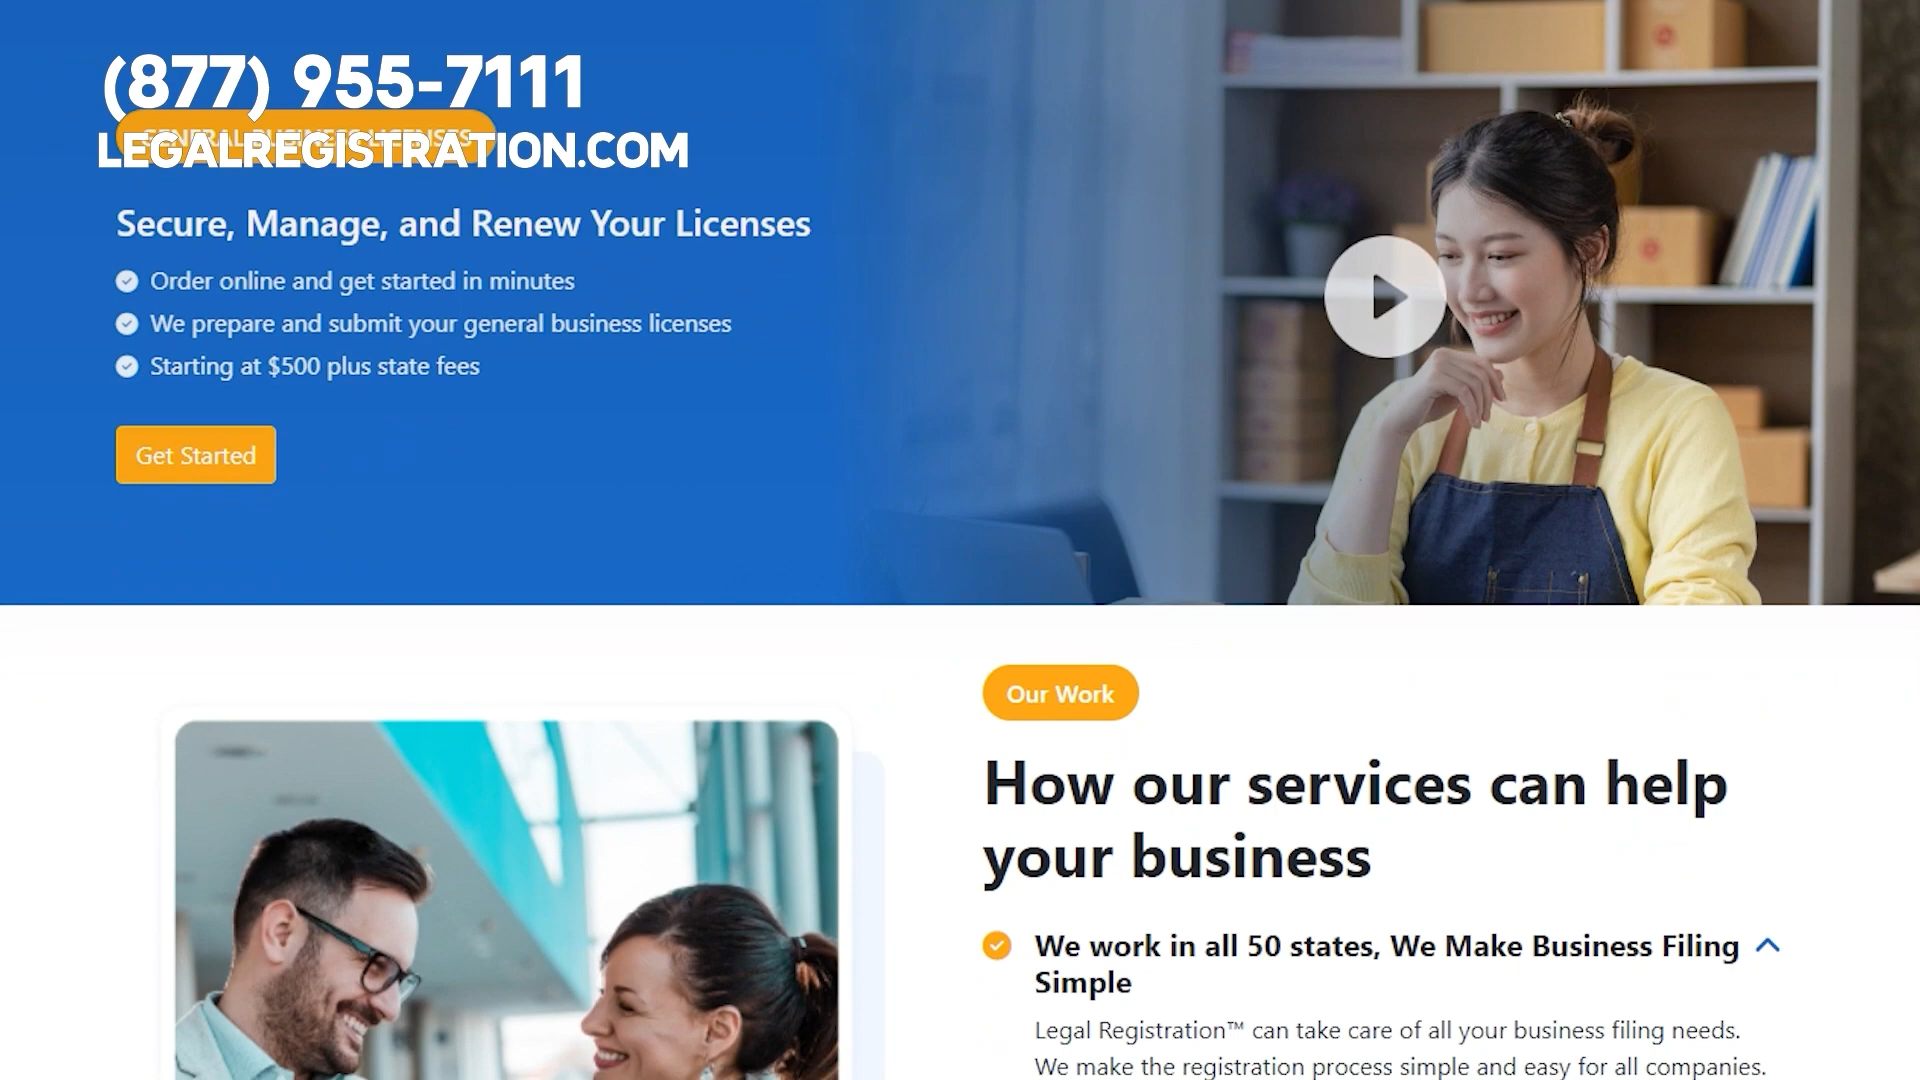 (877) 955-7111
GENERAL BUSINESS LICENSES
LEGALREGISTRATION.COM
Secure, Manage, and Renew Your Licenses
Order online and get started in minutes
We prepare and submit your general business licenses
Starting at $500 plus state fees
Get Started
Our Work
How our services can help
your business
We work in all 50 states, We Make Business Filing
Simple
Legal Registration™ can take care of all your business filing needs.
We make the registration process simple and easy for all companies.